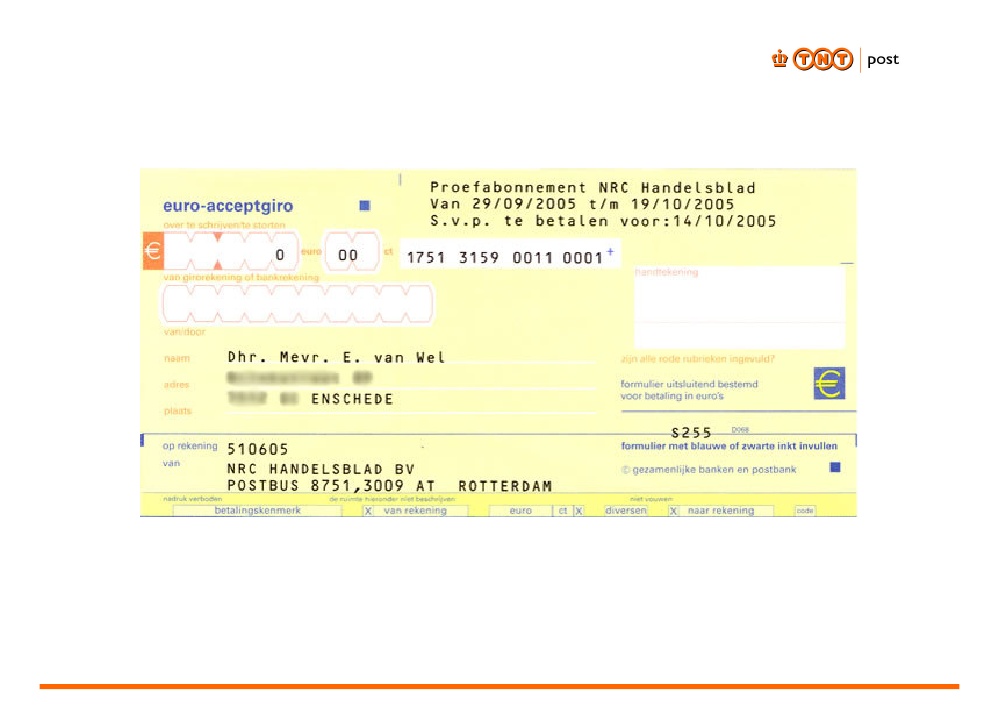 TNT post
Proefabonnement NRC Handelsblad
Van 29/09/2005 t/m 19/10/2005
S.v.p. te betalen voor:14/10/2005
euro-acceptgiro
over te schrijven/te storten
€ 0 euro 00 ct 1751 3159 0011 0001+
van girorekening of bankrekening
handtekening
van/door
naam Dhr. Mevr. E. van Wel
zijn alle rode rubrieken ingevuld?
adres
formulier uitsluitend bestemd
voor betaling in euro's
€
ENSCHEDE
plaats
S255
op rekening 510605
formulier met blauwe of zwarte inkt invullen
van
NRC HANDELSBLAD BV
© gezamenlijke banken en postbank
POSTBUS 8751,3009 AT ROTTERDAM
nadruk verboden de ruimte hieronder niet beschrijven niet vouwen
betalingskenmerk X van rekening euro ct X diversen X naar rekening code